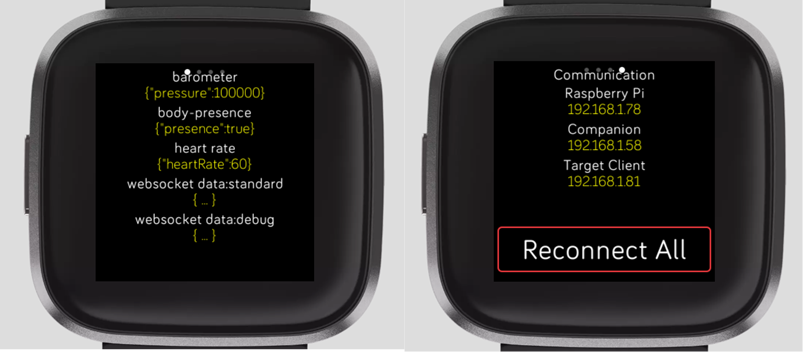 barometer
{"pressure":100000}
body-presence
{"presence":true}
heart rate
{"heartRate":60}
websocket data:standard
{ ... }
websocket data:debug
{ ... }
Communication
Raspberry Pi
192.168.1.78
Companion
192.168.1.58
Target Client
192.168.1.81
Reconnect All